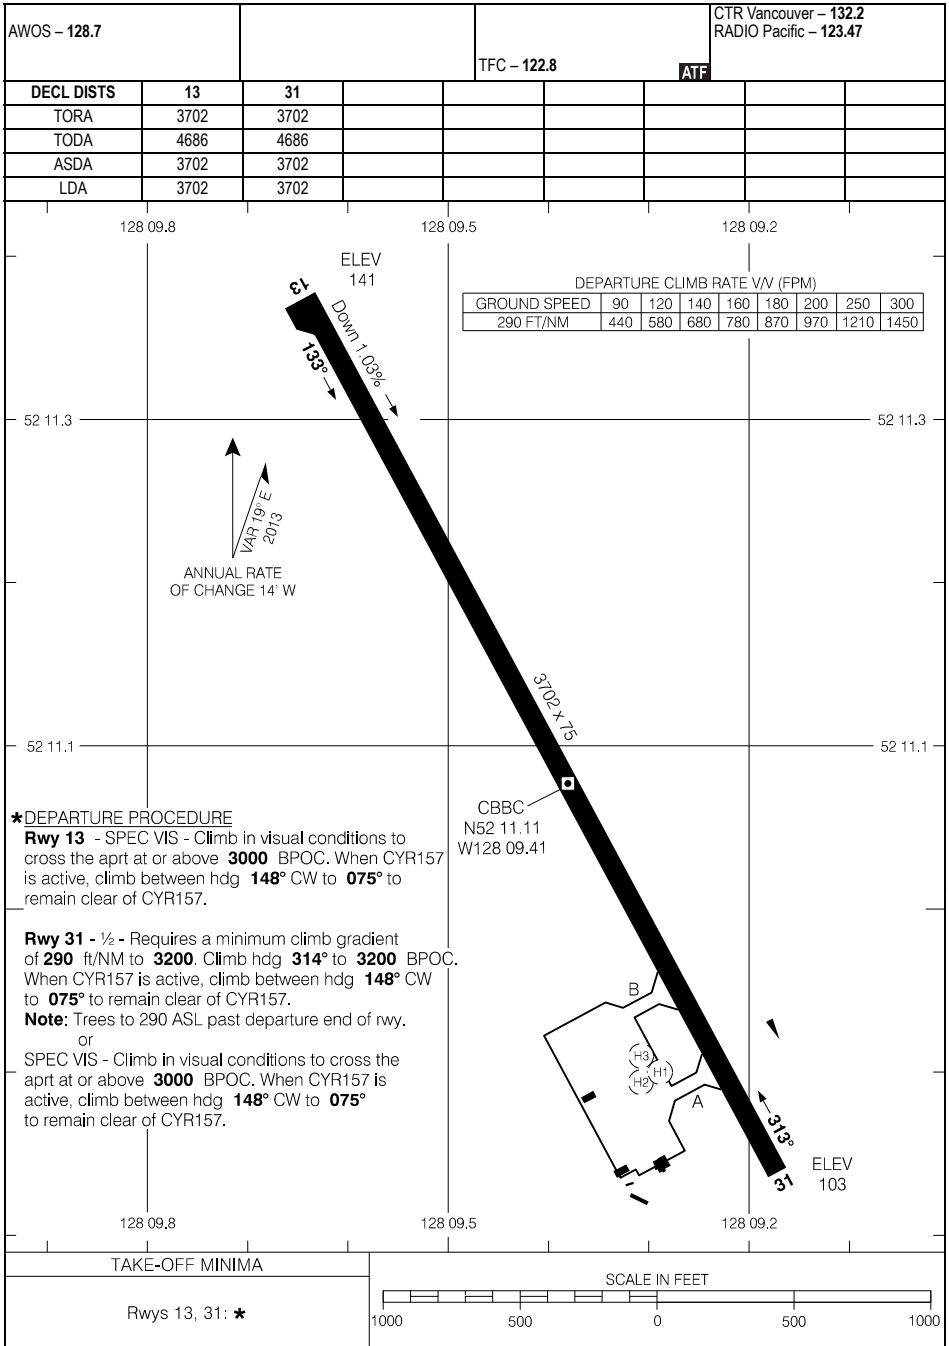 AWOS – 128.7
TFC – 122.8
ATF
CTR Vancouver – 132.2
RADIO Pacific – 123.47
DECL DISTS 13 31
TORA 3702 3702
TODA 4686 4686
ASDA 3702 3702
LDA 3702 3702
128 09.8 128 09.5 128 09.2
ELEV
141
13
Down 1.03%
133°
DEPARTURE CLIMB RATE V/V (FPM)
GROUND SPEED 90 120 140 160 180 200 250 300
290 FT/NM 440 580 680 780 870 970 1210 1450
52 11.3 52 11.3
VAR 19° E
2013
ANNUAL RATE
OF CHANGE 14' W
3702 x 75
52 11.1 52 11.1
CBBC
N52 11.11
W128 09.41
*DEPARTURE PROCEDURE
Rwy 13 - SPEC VIS - Climb in visual conditions to
cross the aprt at or above 3000 BPOC. When CYR157
is active, climb between hdg 148° CW to 075° to
remain clear of CYR157.
Rwy 31 - ½ - Requires a minimum climb gradient
of 290 ft/NM to 3200. Climb hdg 314° to 3200 BPOC.
When CYR157 is active, climb between hdg 148° CW
to 075° to remain clear of CYR157.
Note: Trees to 290 ASL past departure end of rwy.
or
SPEC VIS - Climb in visual conditions to cross the
aprt at or above 3000 BPOC. When CYR157 is
active, climb between hdg 148° CW to 075°
to remain clear of CYR157.
B
H3
H1
H2
A
313°
31
ELEV
103
128 09.8 128 09.5 128 09.2
TAKE-OFF MINIMA
Rwys 13, 31: *
SCALE IN FEET
1000 500 0 500 1000